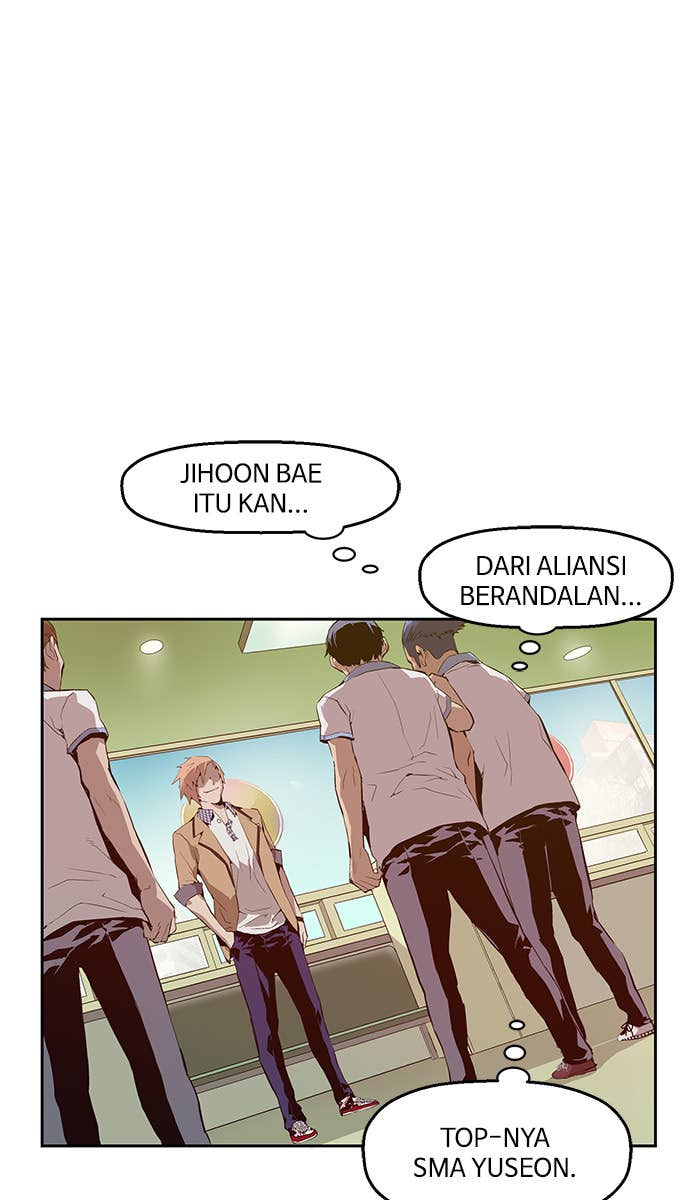 JIHOON BAE
ITU KAN...
DARI ALIANSI
BERANDALAN...
TOP-NYA
SMA YUSEON.